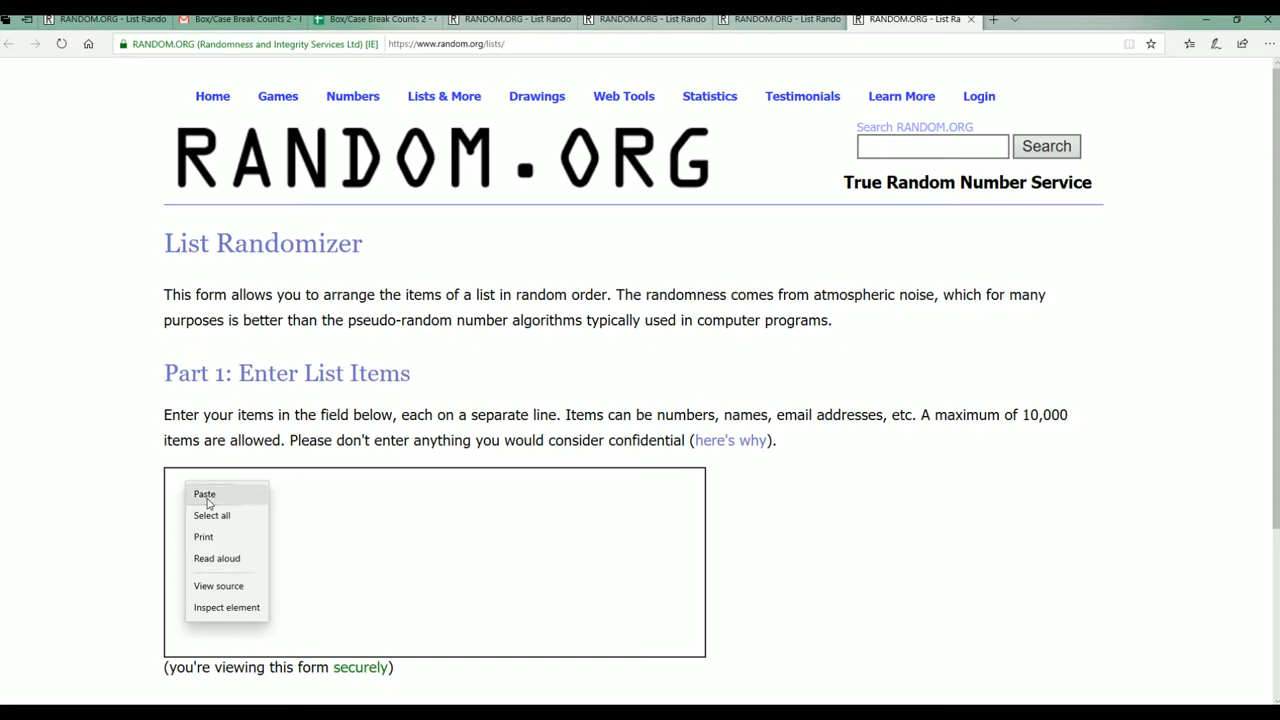 RANDOM.ORG - List Rando
Box/Case Break Counts 2 - I
Box/Case Break Counts 2 - (
RANDOM.ORG - List Rando
RANDOM.ORG - List Rando
RANDOM.ORG - List Rando
RANDOM.ORG - List Ra
RANDOM.ORG (Randomness and Integrity Services Ltd) [IE]
https://www.random.org/lists/
Home Games Numbers Lists & More Drawings Web Tools Statistics Testimonials Learn More Login
RANDOM.ORG
Search RANDOM.ORG
Search
True Random Number Service
List Randomizer
This form allows you to arrange the items of a list in random order. The randomness comes from atmospheric noise, which for many
purposes is better than the pseudo-random number algorithms typically used in computer programs.
Part 1: Enter List Items
Enter your items in the field below, each on a separate line. Items can be numbers, names, email addresses, etc. A maximum of 10,000
items are allowed. Please don't enter anything you would consider confidential (here's why).
Paste
Select all
Print
Read aloud
View source
Inspect element
(you're viewing this form securely)